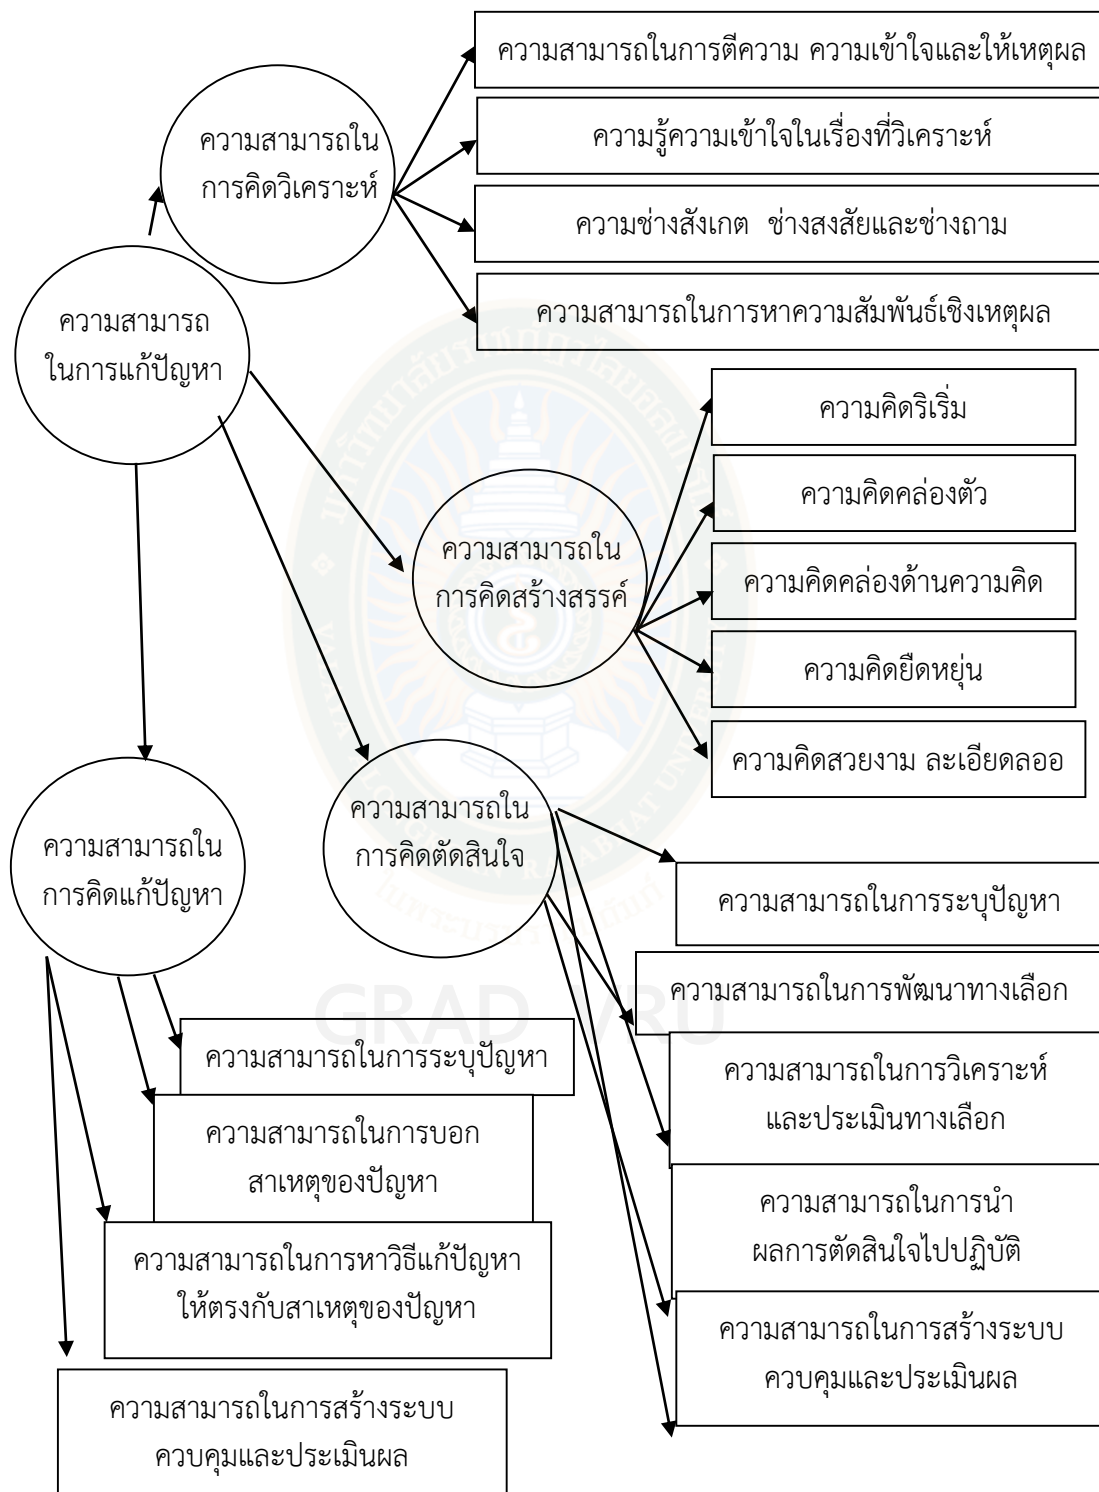 ความสามารถใน
การคิดวิเคราะห์
ความสามารถในการตีความ ความเข้าใจและให้เหตุผล
ความรู้ความเข้าใจในเรื่องที่วิเคราะห์
ความช่างสังเกต ช่างสงสัยและช่างถาม
ความสามารถในการหาความสัมพันธ์เชิงเหตุผล
ความสามารถ
ในการแก้ปัญหา
ความสามารถใน
การคิดสร้างสรรค์
ความคิดริเริ่ม
ความคิดคล่องตัว
ความคิดคล่องด้านความคิด
ความคิดยืดหยุ่น
ความคิดสวยงาม ละเอียดลออ
ความสามารถใน
การคิดตัดสินใจ
ความสามารถในการระบุปัญหา
ความสามารถในการพัฒนาทางเลือก
ความสามารถในการวิเคราะห์
และประเมินทางเลือก
ความสามารถในการนำ
ผลการตัดสินใจไปปฏิบัติ
ความสามารถในการสร้างระบบ
ควบคุมและประเมินผล
ความสามารถใน
การคิดแก้ปัญหา
ความสามารถในการระบุปัญหา
ความสามารถในการบอก
สาเหตุของปัญหา
ความสามารถในการหาวิธีแก้ปัญหา
ให้ตรงกับสาเหตุของปัญหา
ความสามารถในการสร้างระบบ
ควบคุมและประเมินผล
GRAD VRU